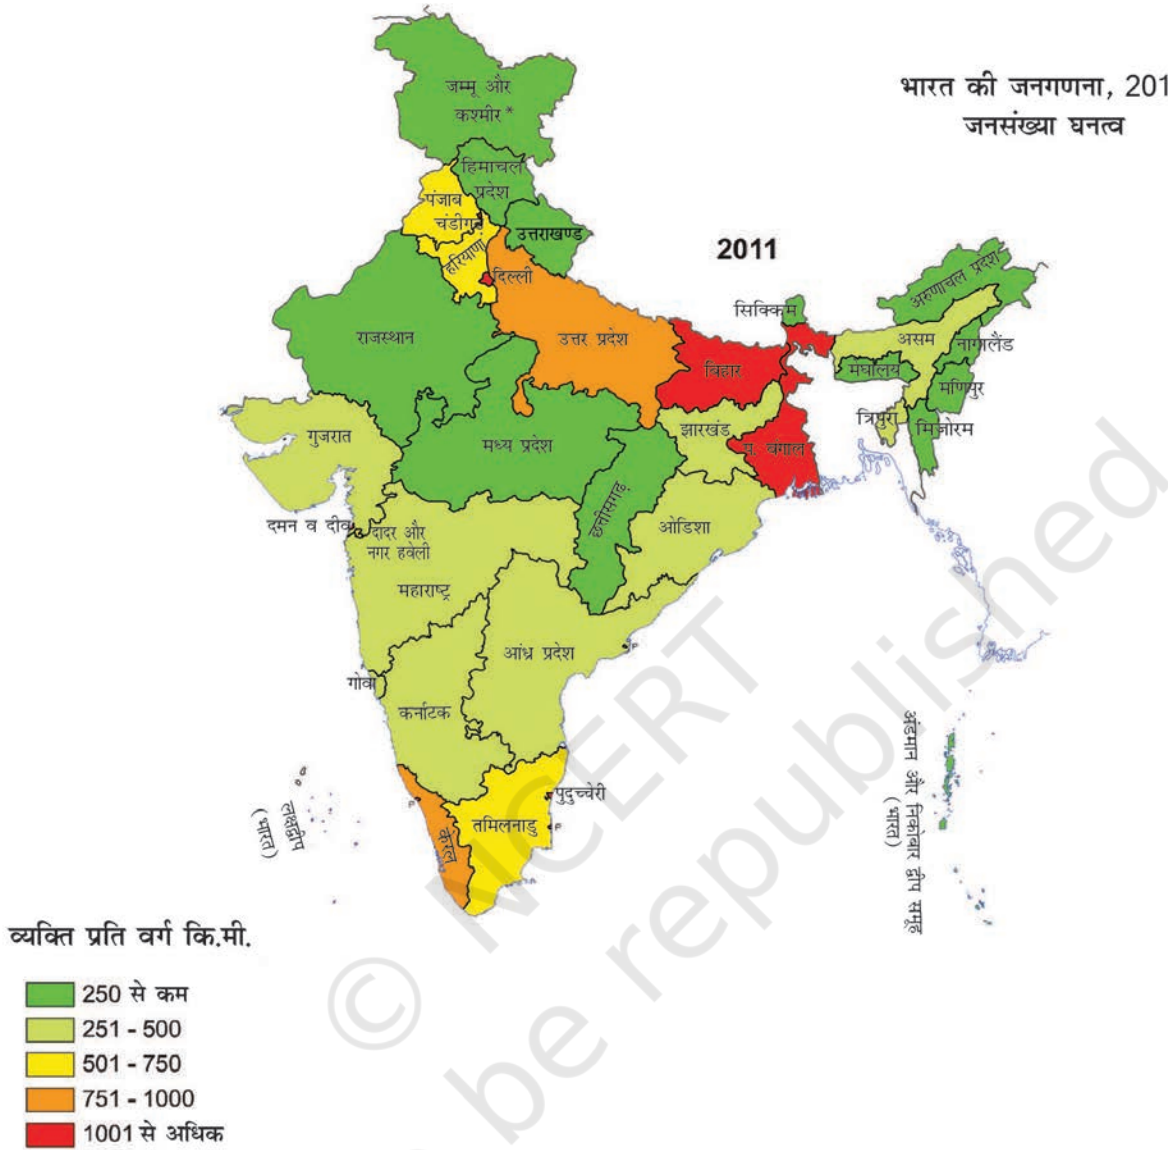 भारत की जनगणना, 201
जनसंख्या घनत्व
2011
जम्मू और
कश्मीर*
हिमाचल
प्रदेश
पंजाब
चंडीगढ़
उत्तराखण्ड
हरियाणा
दिल्ली
अरुणाचल प्रदेश
सिक्किम
राजस्थान
उत्तर प्रदेश
असम
नागालैंड
बिहार
मेघालय
मणिपुर
त्रिपुरा
मिज़ोरम
गुजरात
मध्य प्रदेश
झारखंड
प. बंगाल
छत्तीसगढ़
दमन व दीव
दादर और
नगर हवेली
ओडिशा
महाराष्ट्र
आंध्र प्रदेश
गोवा
कर्नाटक
पुदुच्चेरी
तमिलनाडु
केरल
लक्षद्वीप
(भारत)
अंडमान और निकोबार द्वीप समूह
(भारत)
व्यक्ति प्रति वर्ग कि.मी.
250 से कम
251 - 500
501 - 750
751 - 1000
1001 से अधिक
© NCERT
be republished